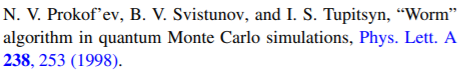 N. V. Prokof'ev, B. V. Svistunov, and I. S. Tupitsyn, “Worm”
algorithm in quantum Monte Carlo simulations, Phys. Lett. A
238, 253 (1998).